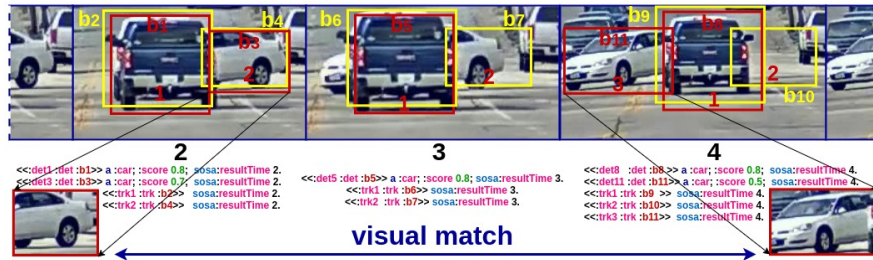 b2 b1 b3 b4
1 2
b6 b5 b7
1 2
b11 b9 b8 b10
3 1 2
2 3 4
<<:det1 :det :b1>> a :car; :score 0.8; sosa:resultTime 2.
<<:det3 :det :b3>> a :car; :score 0.7; sosa:resultTime 2.
<<:trk1 :trk :b2>> sosa:resultTime 2.
<<:trk2 :trk :b4>> sosa:resultTime 2.
<<:det5 :det :b5>> a :car; :score 0.8; sosa:resultTime 3.
<<:trk1 :trk :b6>> sosa:resultTime 3.
<<:trk2 :trk :b7>> sosa:resultTime 3.
<<:det8 :det :b8 >> a :car; :score 0.8; sosa:resultTime 4.
<<:det11 :det :b11>> a :car; :score 0.5; sosa:resultTime 4.
<<:trk1 :trk :b9 >> sosa:resultTime 4.
<<:trk2 :trk :b10>> sosa:resultTime 4.
<<:trk3 :trk :b11>> sosa:resultTime 4.
visual match